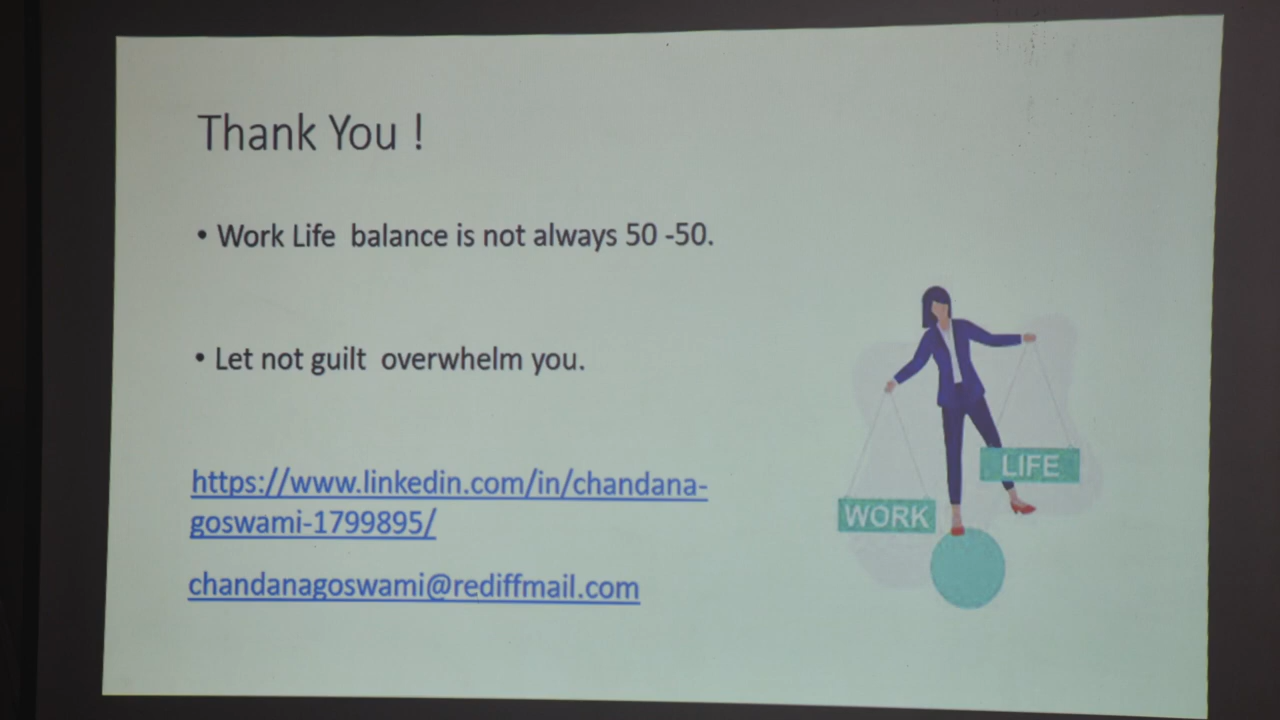 Thank You !
• Work Life balance is not always 50 -50.
• Let not guilt overwhelm you.
https://www.linkedin.com/in/chandana-
goswami-1799895/
chandanagoswami@rediffmail.com
LIFE
WORK